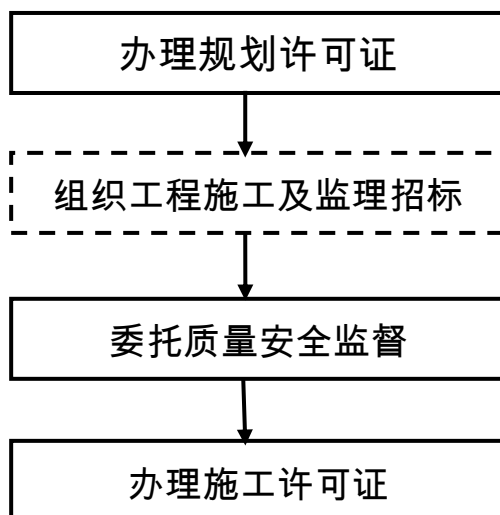 办理规划许可证
组织工程施工及监理招标
委托质量安全监督
办理施工许可证